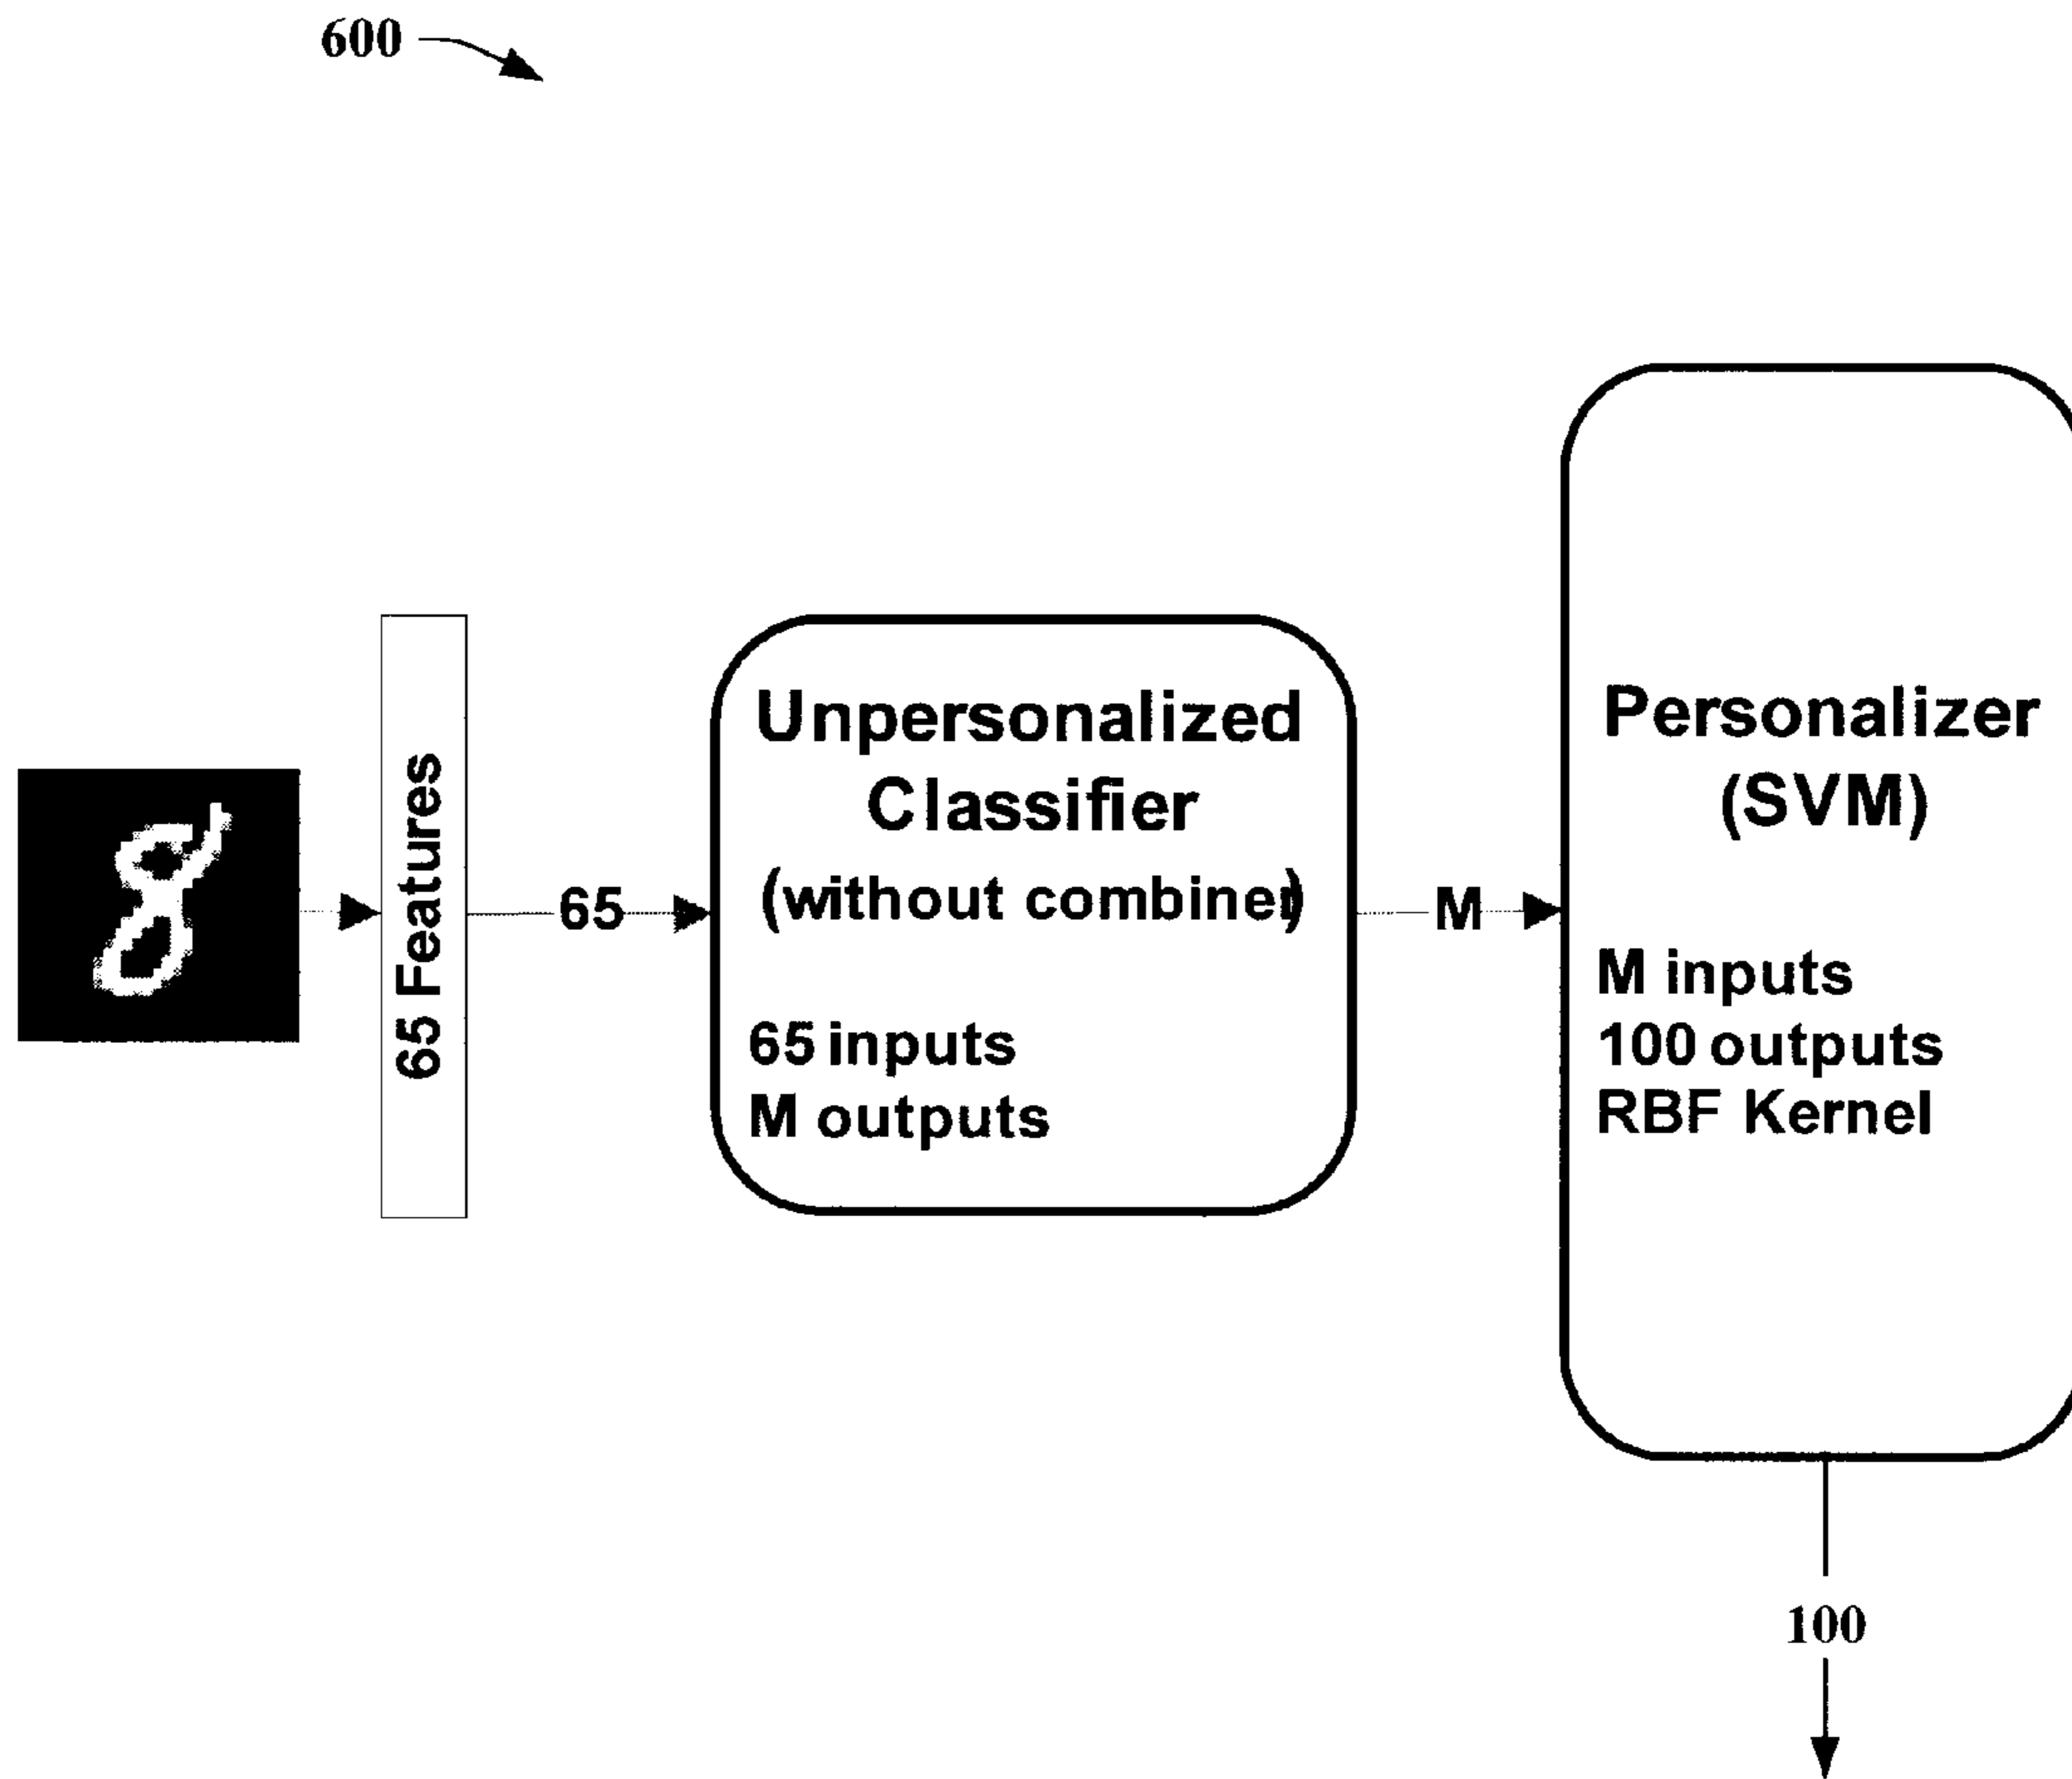 600
8
65 Features
65
Unpersonalized
Classifier
(without combiner)
65 inputs
M outputs
M
Personalizer
(SVM)
M inputs
100 outputs
RBF Kernel
100